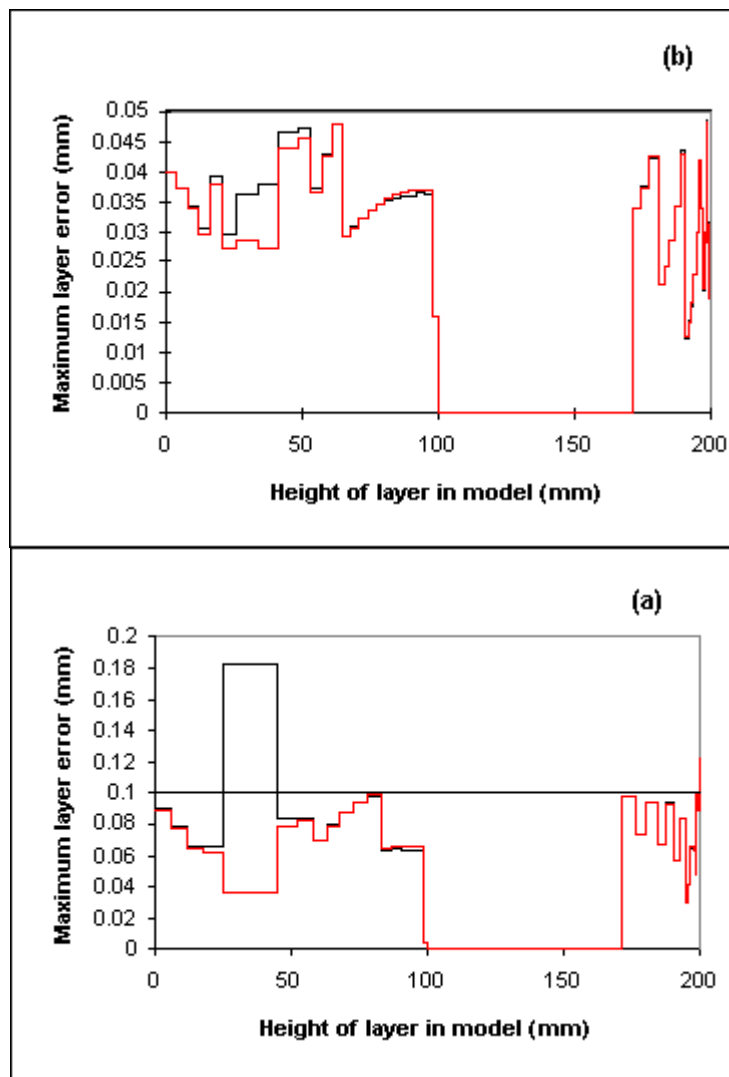 (b)
0.05
0.045
0.04
0.035
0.03
0.025
0.02
0.015
0.01
0.005
0
Maximum layer error (mm)
0 50 100 150 200
Height of layer in model (mm)
(a)
0.2
0.18
0.16
0.14
0.12
0.1
0.08
0.06
0.04
0.02
0
Maximum layer error (mm)
0 50 100 150 200
Height of layer in model (mm)